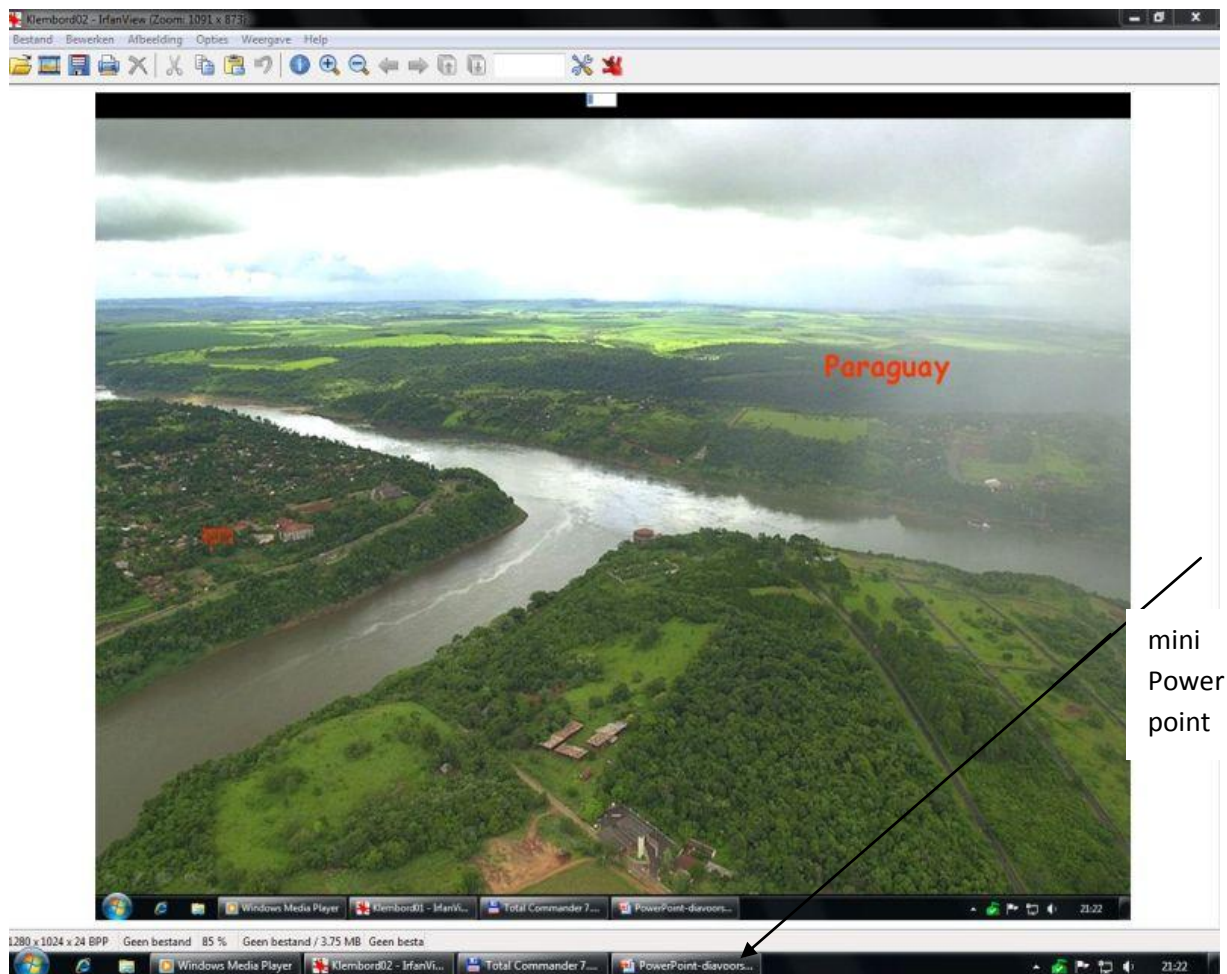 Klembord02 - IrfanView (Zoom: 1091 x 873)
Bestand Bewerken Afbeelding Opties Weergave Help
Paraguay
mini
Power
point
Windows Media Player Klembord01 - IrfanVi... Total Commander 7.... PowerPoint-diavoors... 21:22
1280 x 1024 x 24 BPP Geen bestand 85 % Geen bestand / 3.75 MB Geen besta
Windows Media Player Klembord02 - IrfanVi... Total Commander 7.... PowerPoint-diavoors... 21:22